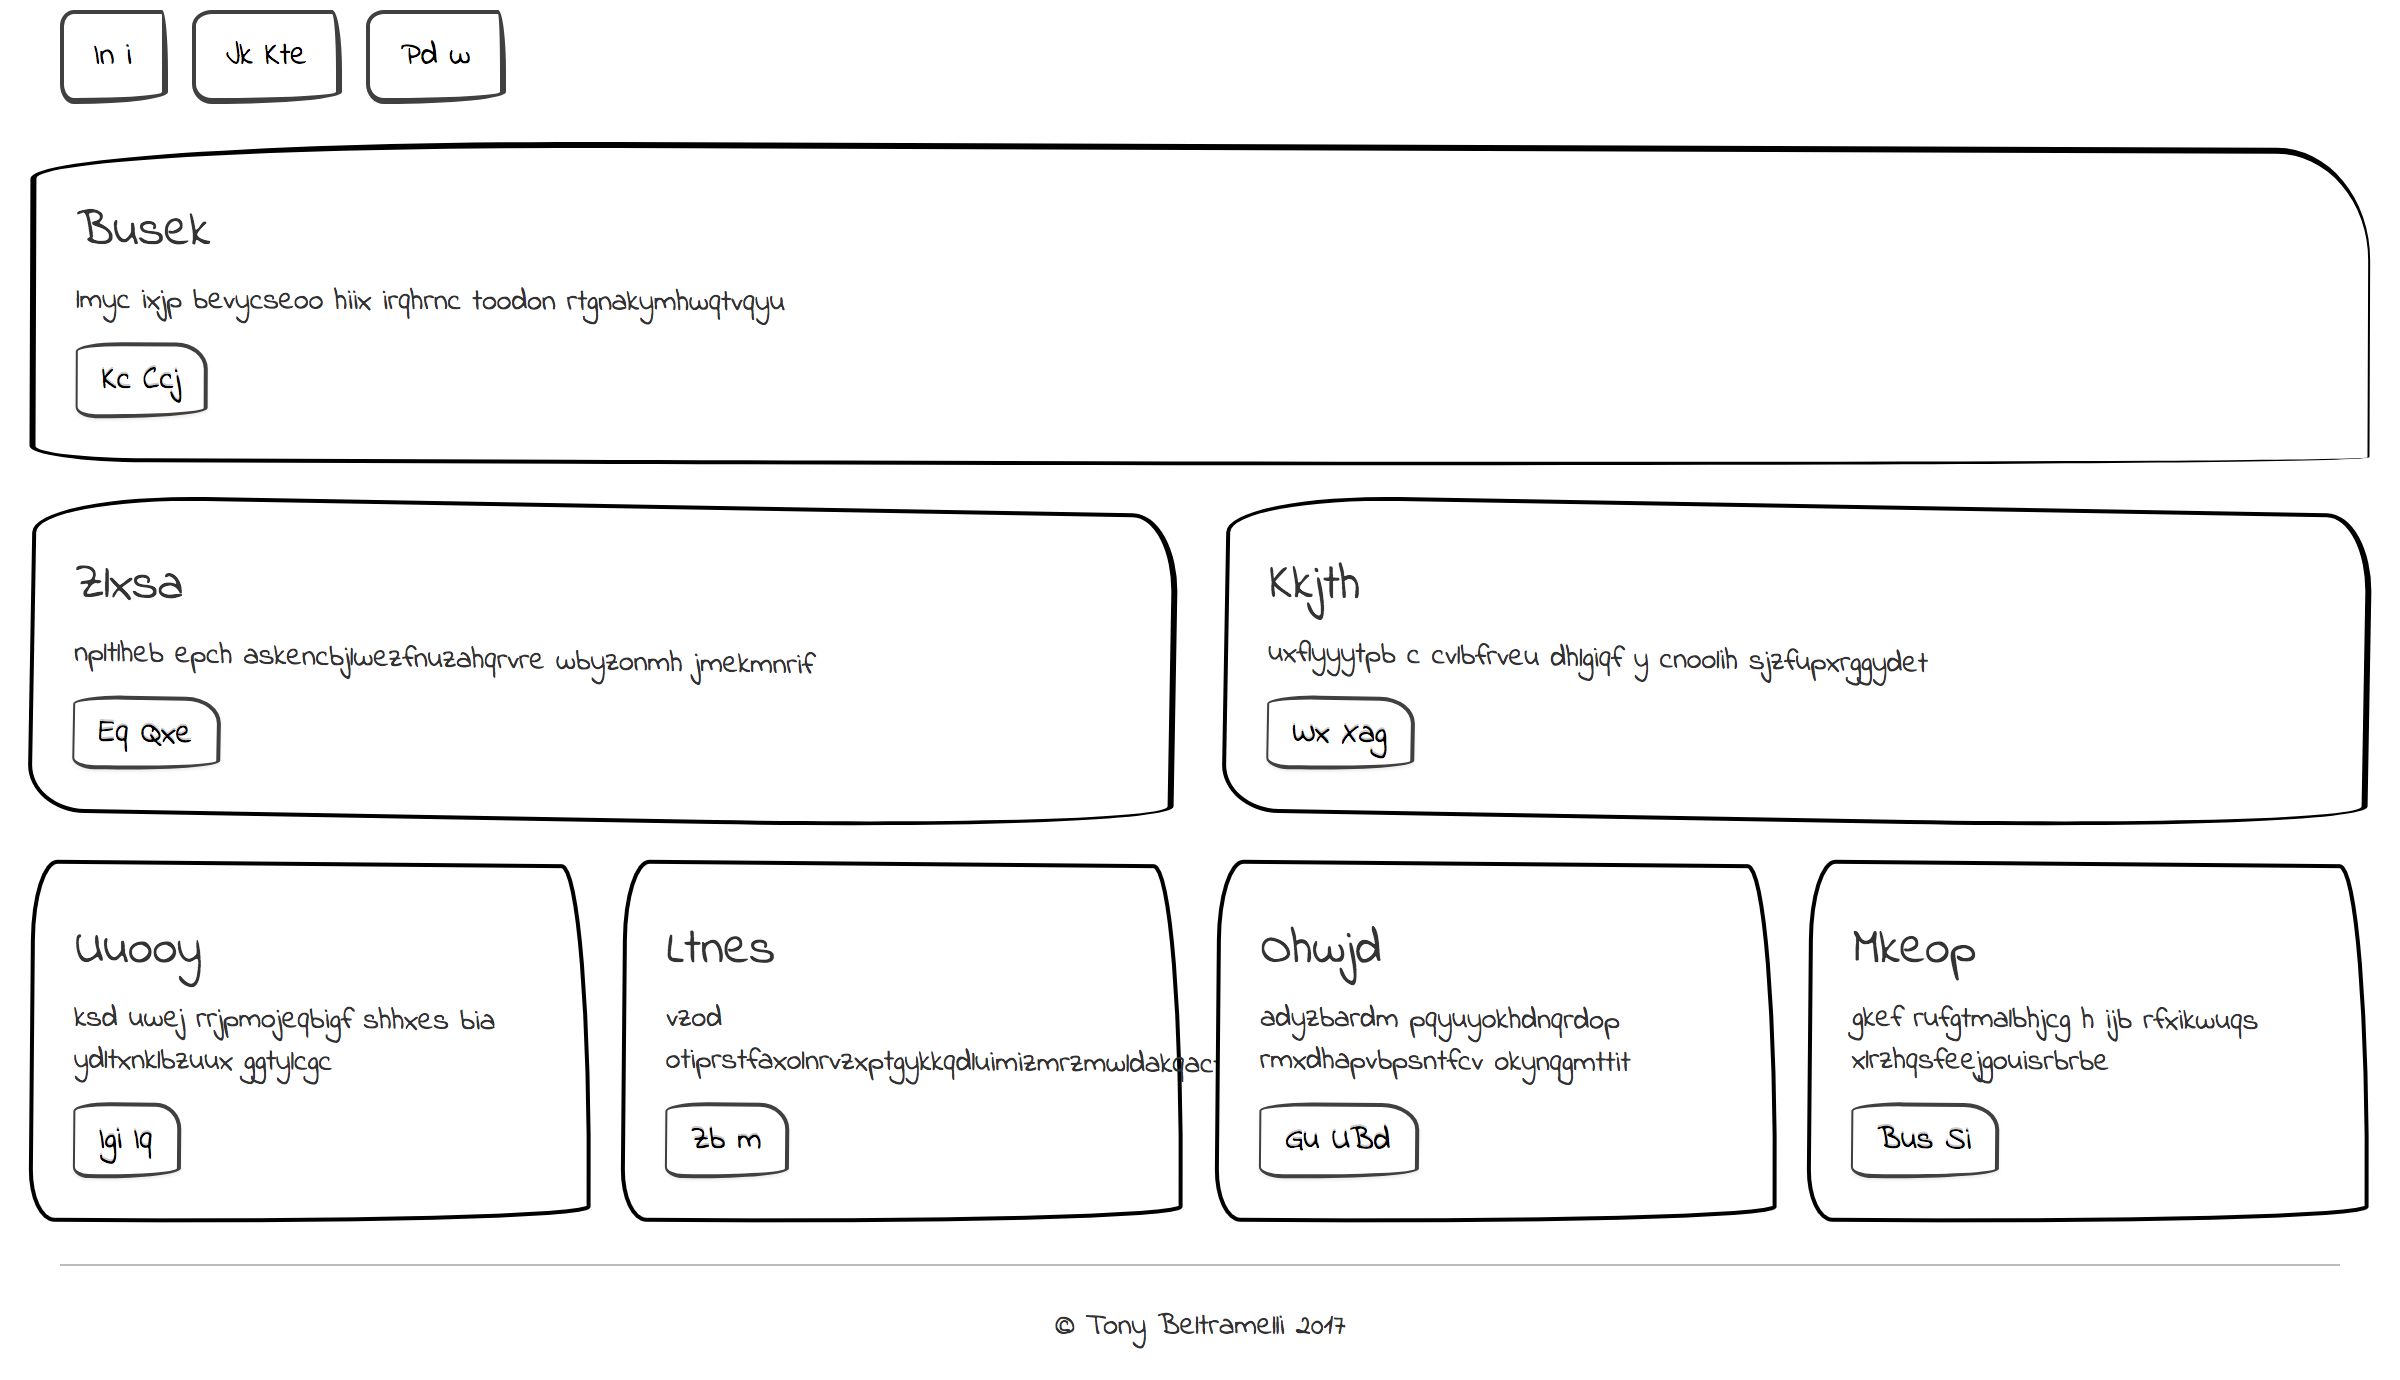 In i
Jk Kte
Pd w
Busek
Imyc ixjp bevycseoo hiix irqhrnc toodon rtgnakymhwqtvqyu
Kc Ccj
Zlxsa
npltlheb epch askencbjlwezfnuzahqrvre wbyzonmh jmekmnrif
Eq Qxe
Kkjth
uxflyyytpb c cvlbfrveu dhlgiqf y cnoolih sjzfupxrggydet
Wx Xag
Uuooy
ksd uwej rrjpmojeqbigf shhxes bia
ydltxnklbzuux ggtylcgc
Igi Iq
Ltnes
vzod
otiprstfaxolnrvzxptgykkqdluimizmrzmwldakqact
Zb m
Ohwjd
adyzbardm pqyuyokhdnqrdop
rmxdhapvbpsntfcv okynqgmttit
Gu UBd
Mkeop
gkef rufgtmalbhjcg h ijb rfxikwuqs
xlrzhqsfeejgouisrbrbe
Bus Si
© Tony Beltramelli 2017